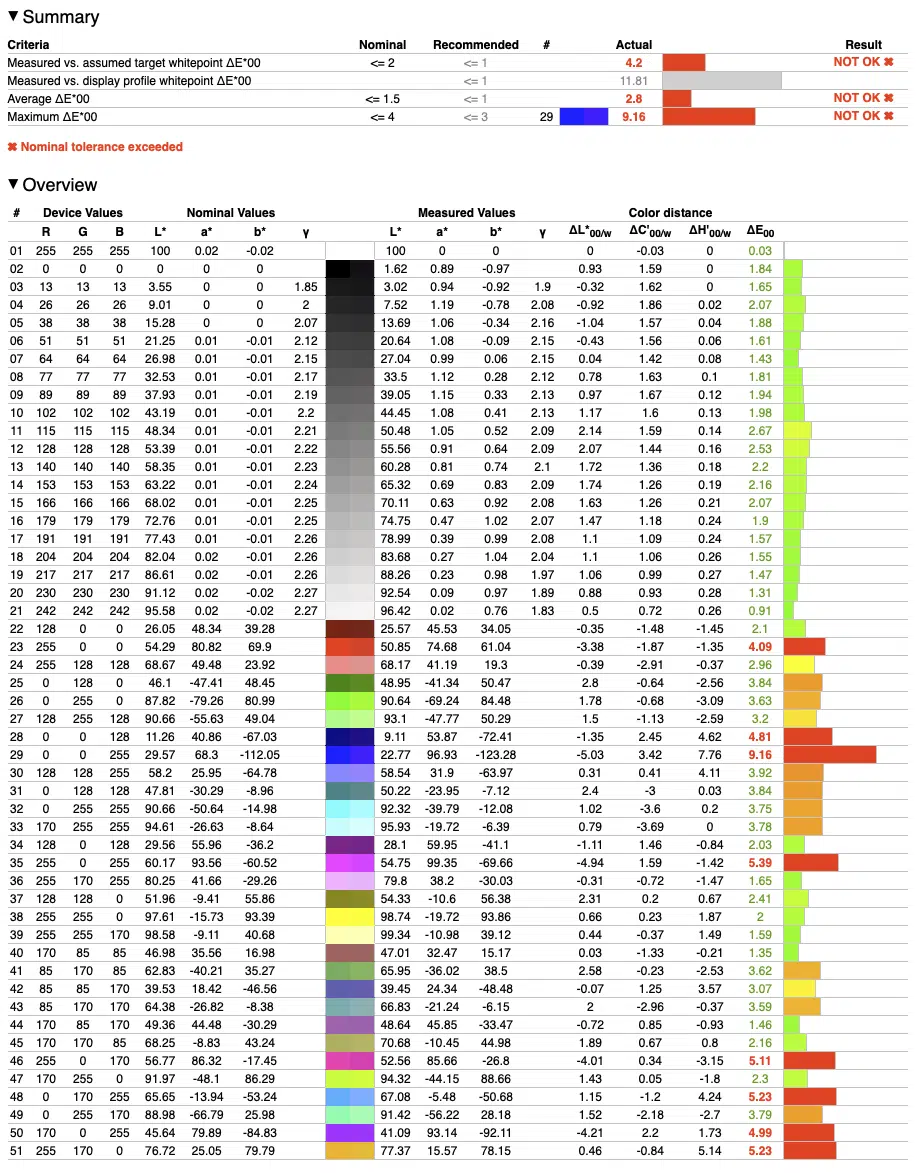 ▼ Summary
Criteria Nominal Recommended # Actual Result
Measured vs. assumed target whitepoint ΔE*00 <= 2 <= 1 4.2 NOT OK ✖
Measured vs. display profile whitepoint ΔE*00 <= 1 11.81
Average ΔE*00 <= 1.5 <= 1 2.8 NOT OK ✖
Maximum ΔE*00 <= 4 <= 3 29 9.16 NOT OK ✖
✖ Nominal tolerance exceeded
▼ Overview
# Device Values Nominal Values Measured Values Color distance
R G B L* a* b* γ L* a* b* γ ΔL*00/w ΔC'00/w ΔH'00/w ΔE00
01 255 255 255 100 0.02 -0.02 100 0 0 0 -0.03 0 0.03
02 0 0 0 0 0 0 1.62 0.89 -0.97 0.93 1.59 0 1.84
03 13 13 13 3.55 0 0 1.85 3.02 0.94 -0.92 1.9 -0.32 1.62 0 1.65
04 26 26 26 9.01 0 0 2 7.52 1.19 -0.78 2.08 -0.92 1.86 0.02 2.07
05 38 38 38 15.28 0 0 2.07 13.69 1.06 -0.34 2.16 -1.04 1.57 0.04 1.88
06 51 51 51 21.25 0.01 -0.01 2.12 20.64 1.08 -0.09 2.15 -0.43 1.56 0.06 1.61
07 64 64 64 26.98 0.01 -0.01 2.15 27.04 0.99 0.06 2.15 0.04 1.42 0.08 1.43
08 77 77 77 32.53 0.01 -0.01 2.17 33.5 1.12 0.28 2.12 0.78 1.63 0.1 1.81
09 89 89 89 37.93 0.01 -0.01 2.19 39.05 1.15 0.33 2.13 0.97 1.67 0.12 1.94
10 102 102 102 43.19 0.01 -0.01 2.2 44.45 1.08 0.41 2.13 1.17 1.6 0.13 1.98
11 115 115 115 48.34 0.01 -0.01 2.21 50.48 1.05 0.52 2.09 2.14 1.59 0.14 2.67
12 128 128 128 53.39 0.01 -0.01 2.22 55.56 0.91 0.64 2.09 2.07 1.44 0.16 2.53
13 140 140 140 58.35 0.01 -0.01 2.23 60.28 0.81 0.74 2.1 1.72 1.36 0.18 2.2
14 153 153 153 63.22 0.01 -0.01 2.24 65.32 0.69 0.83 2.09 1.74 1.26 0.19 2.16
15 166 166 166 68.02 0.01 -0.01 2.25 70.11 0.63 0.92 2.08 1.63 1.26 0.21 2.07
16 179 179 179 72.76 0.01 -0.01 2.25 74.75 0.47 1.02 2.07 1.47 1.18 0.24 1.9
17 191 191 191 77.43 0.01 -0.01 2.26 78.99 0.39 0.99 2.08 1.1 1.09 0.24 1.57
18 204 204 204 82.04 0.02 -0.01 2.26 83.68 0.27 1.04 2.04 1.1 1.06 0.26 1.55
19 217 217 217 86.61 0.02 -0.01 2.26 88.26 0.23 0.98 1.97 1.06 0.99 0.27 1.47
20 230 230 230 91.12 0.02 -0.02 2.27 92.54 0.09 0.97 1.89 0.88 0.93 0.28 1.31
21 242 242 242 95.58 0.02 -0.02 2.27 96.42 0.02 0.76 1.83 0.5 0.72 0.26 0.91
22 128 0 0 26.05 48.34 39.28 25.57 45.53 34.05 -0.35 -1.48 -1.45 2.1
23 255 0 0 54.29 80.82 69.9 50.85 74.68 61.04 -3.38 -1.87 -1.35 4.09
24 255 128 128 68.67 49.48 23.92 68.17 41.19 19.3 -0.39 -2.91 -0.37 2.96
25 0 128 0 46.1 -47.41 48.45 48.95 -41.34 50.47 2.8 -0.64 -2.56 3.84
26 0 255 0 87.82 -79.26 80.99 90.64 -69.24 84.48 1.78 -0.68 -3.09 3.63
27 128 255 128 90.66 -55.63 49.04 93.1 -47.77 50.29 1.5 -1.13 -2.59 3.2
28 0 0 128 11.26 40.86 -67.03 9.11 53.87 -72.41 -1.35 2.45 4.62 4.81
29 0 0 255 29.57 68.3 -112.05 22.77 96.93 -123.28 -5.03 3.42 7.76 9.16
30 128 128 255 58.2 25.95 -64.78 58.54 31.9 -63.97 0.31 0.41 4.11 3.92
31 0 128 128 47.81 -30.29 -8.96 50.22 -23.95 -7.12 2.4 -3 0.03 3.84
32 0 255 255 90.66 -50.64 -14.98 92.32 -39.79 -12.08 1.02 -3.6 0.2 3.75
33 170 255 255 94.61 -26.63 -8.64 95.93 -19.72 -6.39 0.79 -3.69 0 3.78
34 128 0 128 29.56 55.96 -36.2 28.1 59.95 -41.1 -1.11 1.46 -0.84 2.03
35 255 0 255 60.17 93.56 -60.52 54.75 99.35 -69.66 -4.94 1.59 -1.42 5.39
36 255 170 255 80.25 41.66 -29.26 79.8 38.2 -30.03 -0.31 -0.72 -1.47 1.65
37 128 128 0 51.96 -9.41 55.86 54.33 -10.6 56.38 2.31 0.2 0.67 2.41
38 255 255 0 97.61 -15.73 93.39 98.74 -19.72 93.86 0.66 0.23 1.87 2
39 255 255 170 98.58 -9.11 40.68 99.34 -10.98 39.12 0.44 -0.37 1.49 1.59
40 170 85 85 46.98 35.56 16.98 47.01 32.47 15.17 0.03 -1.33 -0.21 1.35
41 85 170 85 62.83 -40.21 35.27 65.95 -36.02 38.5 2.58 -0.23 -2.53 3.62
42 85 85 170 39.53 18.42 -46.56 39.45 24.34 -48.48 -0.07 1.25 3.57 3.07
43 85 170 170 64.38 -26.82 -8.38 66.83 -21.24 -6.15 2 -2.96 -0.37 3.59
44 170 85 170 49.36 44.48 -30.29 48.64 45.85 -33.47 -0.72 0.85 -0.93 1.46
45 170 170 85 68.25 -8.83 43.24 70.68 -10.45 44.98 1.89 0.67 0.8 2.16
46 255 0 170 56.77 86.32 -17.45 52.56 85.66 -26.8 -4.01 0.34 -3.15 5.11
47 170 255 0 91.97 -48.1 86.29 94.32 -44.15 88.66 1.43 0.05 -1.8 2.3
48 0 170 255 65.65 -13.94 -53.24 67.08 -5.48 -50.68 1.15 -1.2 4.24 5.23
49 0 255 170 88.98 -66.79 25.98 91.42 -56.22 28.18 1.52 -2.18 -2.7 3.79
50 170 0 255 45.64 79.89 -84.83 41.09 93.14 -92.11 -4.21 2.2 1.73 4.99
51 255 170 0 76.72 25.05 79.79 77.37 15.57 78.15 0.46 -0.84 5.14 5.23